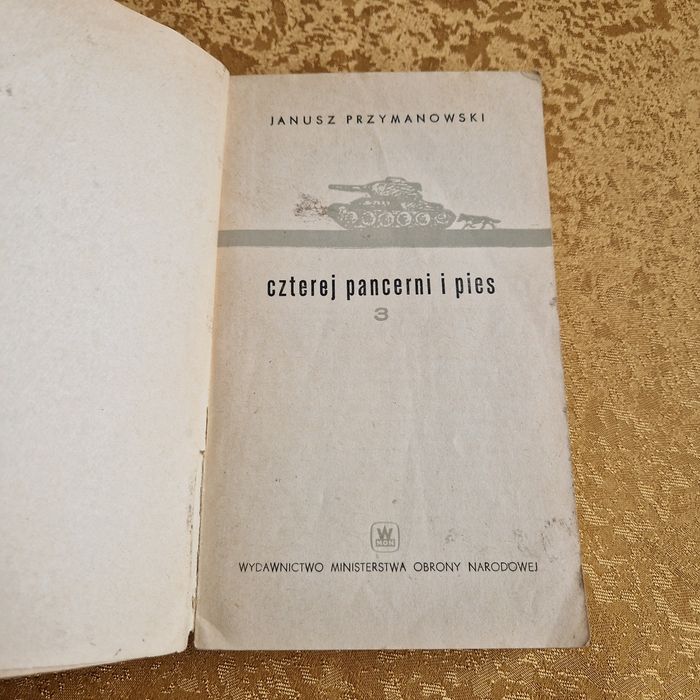 JANUSZ PRZYMANOWSKI
czterej pancerni i pies
3
W
MON
WYDAWNICTWO MINISTERSTWA OBRONY NARODOWEJ